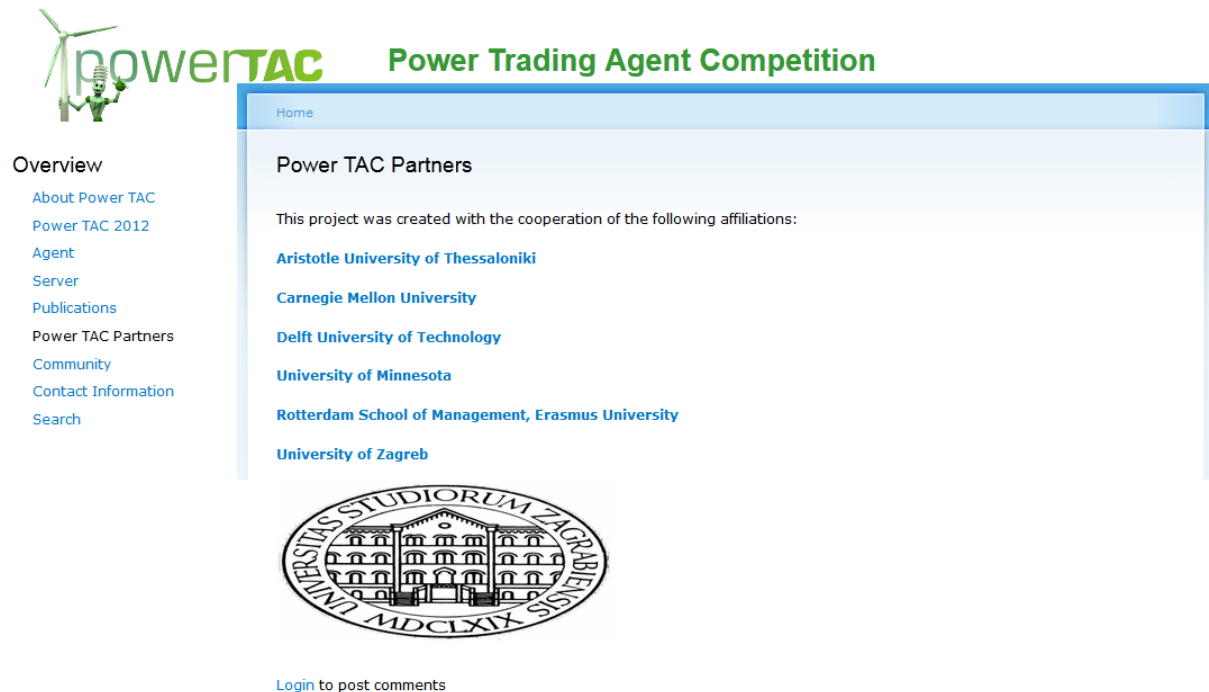 powerTAC
Power Trading Agent Competition
Home
Overview
About Power TAC
Power TAC 2012
Agent
Server
Publications
Power TAC Partners
Community
Contact Information
Search
Power TAC Partners
This project was created with the cooperation of the following affiliations:
Aristotle University of Thessaloniki
Carnegie Mellon University
Delft University of Technology
University of Minnesota
Rotterdam School of Management, Erasmus University
University of Zagreb
UNIVERSITAS STUDIORUM ZAGRABIENSIS
MDCLXIX
Login to post comments